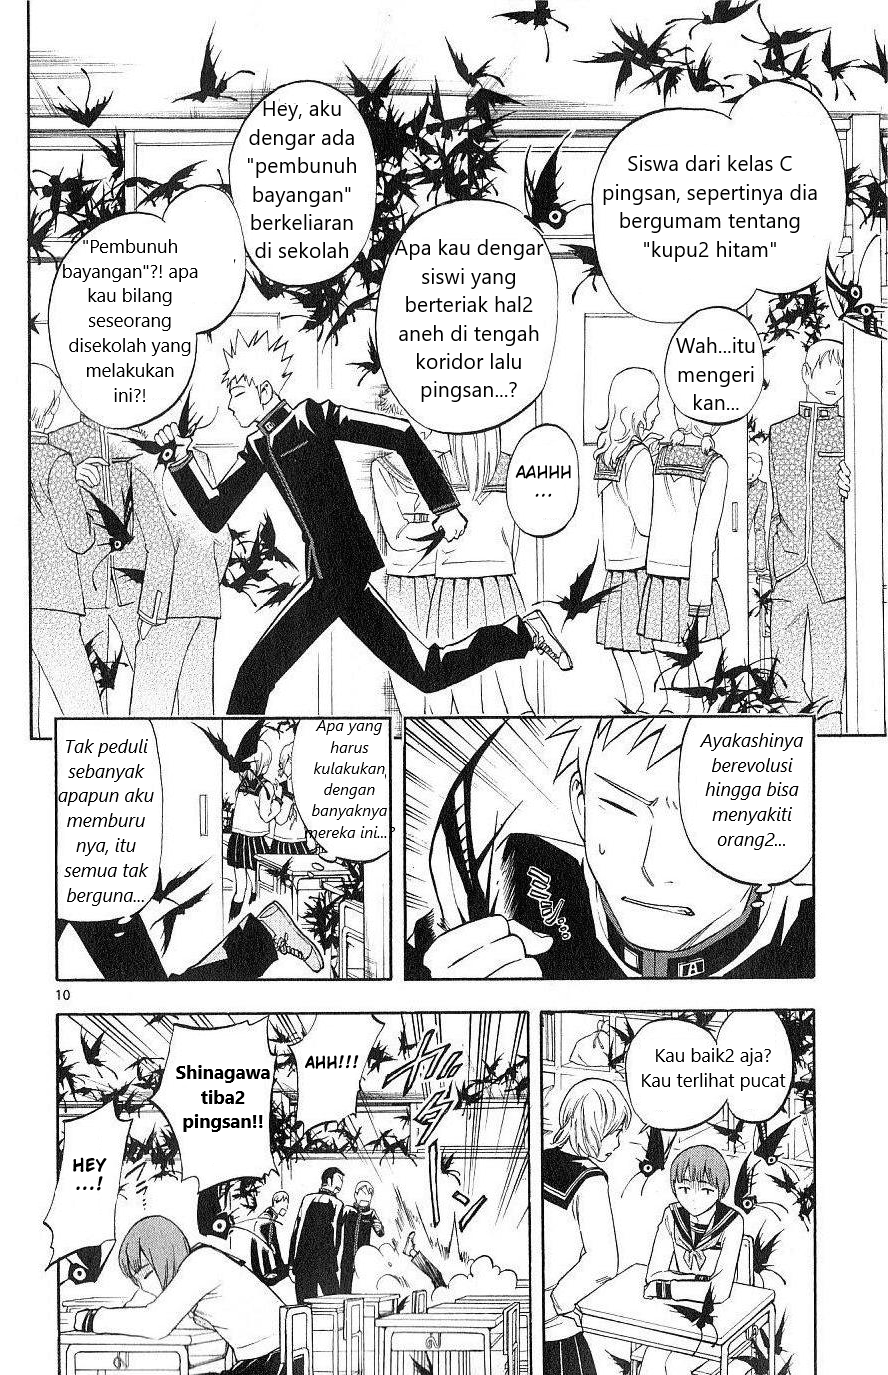 Hey, aku
dengar ada
"pembunuh
bayangan"
berkeliaran
di sekolah
Siswa dari kelas C
pingsan, sepertinya dia
bergumam tentang
"kupu2 hitam"
"Pembunuh
bayangan"?! apa
kau bilang
seseorang
disekolah yang
melakukan
ini?!
Apa kau dengar
siswi yang
berteriak hal2
aneh di tengah
koridor lalu
pingsan...?
Wah...itu
mengeri
kan...
AAHHH
...
Tak peduli
sebanyak
apapun aku
memburu
nya, itu
semua tak
berguna...
Apa yang
harus
kulakukan,
dengan
banyaknya
mereka ini...?
Ayakashinya
berevolusi
hingga bisa
menyakiti
orang2...
10
AHH!!!
Shinagawa
tiba2
pingsan!!
HEY
...!
Kau baik2 aja?
Kau terlihat pucat